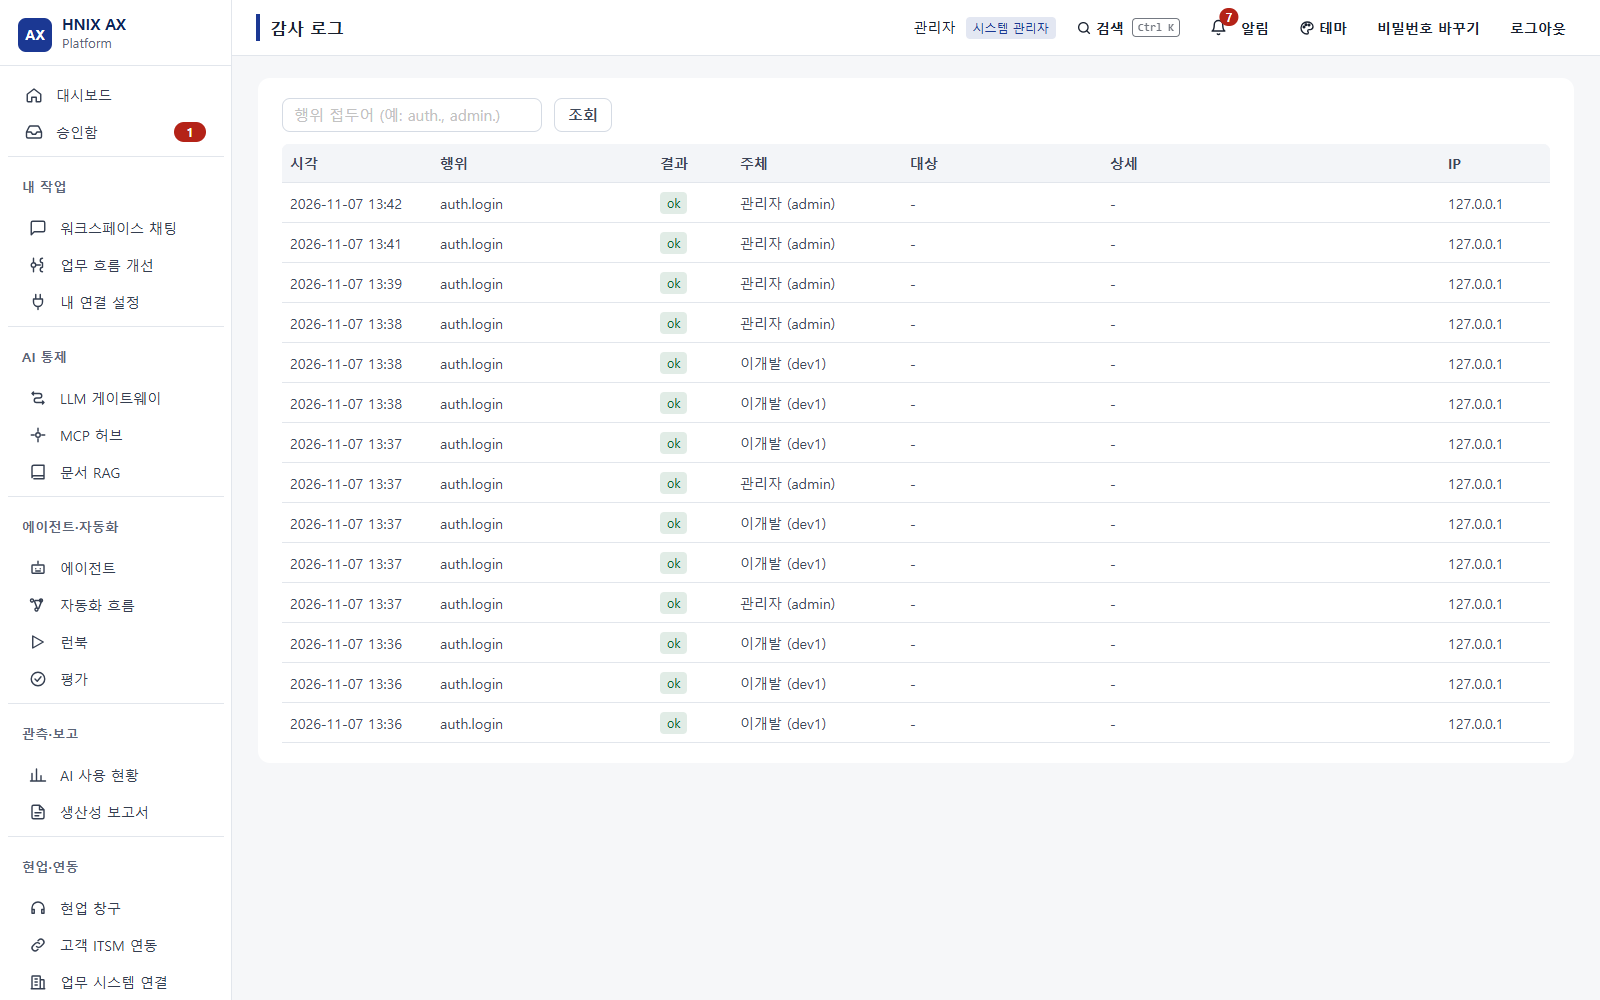 AX
HNIX AX
Platform
대시보드
승인함 1
내 작업
워크스페이스 채팅
업무 흐름 개선
내 연결 설정
AI 통제
LLM 게이트웨이
MCP 허브
문서 RAG
에이전트·자동화
에이전트
자동화 흐름
런북
평가
관측·보고
AI 사용 현황
생산성 보고서
현업·연동
현업 창구
고객 ITSM 연동
업무 시스템 연결
감사 로그
관리자 시스템 관리자 검색 Ctrl K 7 알림 테마 비밀번호 바꾸기 로그아웃
행위 접두어 (예: auth., admin.) 조회
시각 행위 결과 주체 대상 상세 IP
2026-11-07 13:42 auth.login ok 관리자 (admin) - - 127.0.0.1
2026-11-07 13:41 auth.login ok 관리자 (admin) - - 127.0.0.1
2026-11-07 13:39 auth.login ok 관리자 (admin) - - 127.0.0.1
2026-11-07 13:38 auth.login ok 관리자 (admin) - - 127.0.0.1
2026-11-07 13:38 auth.login ok 이개발 (dev1) - - 127.0.0.1
2026-11-07 13:38 auth.login ok 이개발 (dev1) - - 127.0.0.1
2026-11-07 13:37 auth.login ok 이개발 (dev1) - - 127.0.0.1
2026-11-07 13:37 auth.login ok 관리자 (admin) - - 127.0.0.1
2026-11-07 13:37 auth.login ok 이개발 (dev1) - - 127.0.0.1
2026-11-07 13:37 auth.login ok 이개발 (dev1) - - 127.0.0.1
2026-11-07 13:37 auth.login ok 관리자 (admin) - - 127.0.0.1
2026-11-07 13:36 auth.login ok 이개발 (dev1) - - 127.0.0.1
2026-11-07 13:36 auth.login ok 이개발 (dev1) - - 127.0.0.1
2026-11-07 13:36 auth.login ok 이개발 (dev1) - - 127.0.0.1